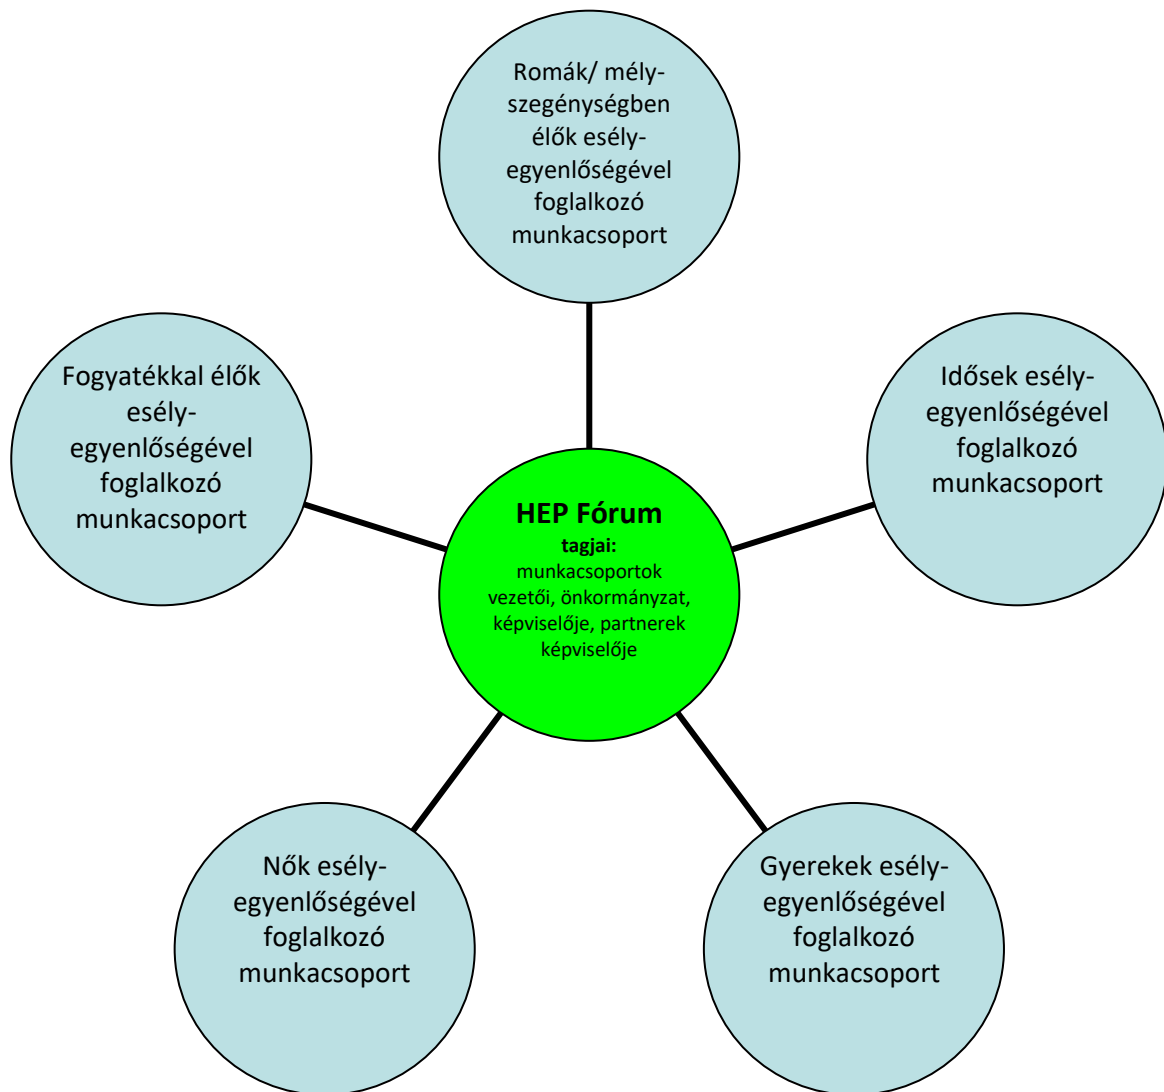 Romák/ mély-
szegénységben
élők esély-
egyenlőségével
foglalkozó
munkacsoport
Fogyatékkal élők
esély-
egyenlőségével
foglalkozó
munkacsoport
Idősek esély-
egyenlőségével
foglalkozó
munkacsoport
HEP Fórum
tagjai:
munkacsoportok
vezetői, önkormányzat,
képviselője, partnerek
képviselője
Nők esély-
egyenlőségével
foglalkozó
munkacsoport
Gyerekek esély-
egyenlőségével
foglalkozó
munkacsoport